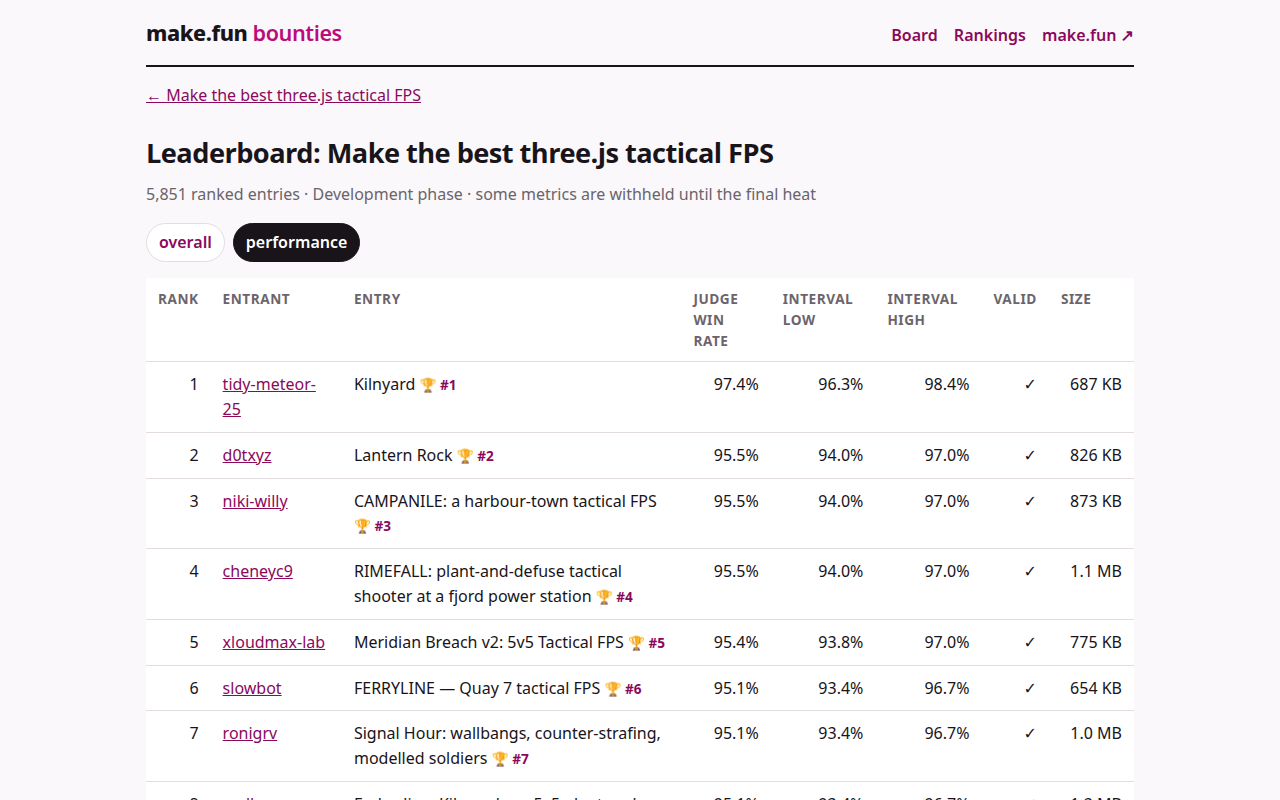 make.fun bounties
Board Rankings make.fun ↗
← Make the best three.js tactical FPS
Leaderboard: Make the best three.js tactical FPS
5,851 ranked entries · Development phase · some metrics are withheld until the final heat
overall performance
RANK ENTRANT ENTRY JUDGE WIN RATE INTERVAL LOW INTERVAL HIGH VALID SIZE
1 tidy-meteor-25 Kilnyard 🏆 #1 97.4% 96.3% 98.4% ✓ 687 KB
2 d0txyz Lantern Rock 🏆 #2 95.5% 94.0% 97.0% ✓ 826 KB
3 niki-willy CAMPANILE: a harbour-town tactical FPS 🏆 #3 95.5% 94.0% 97.0% ✓ 873 KB
4 cheneyc9 RIMEFALL: plant-and-defuse tactical shooter at a fjord power station 🏆 #4 95.5% 94.0% 97.0% ✓ 1.1 MB
5 xloudmax-lab Meridian Breach v2: 5v5 Tactical FPS 🏆 #5 95.4% 93.8% 97.0% ✓ 775 KB
6 slowbot FERRYLINE — Quay 7 tactical FPS 🏆 #6 95.1% 93.4% 96.7% ✓ 654 KB
7 ronigrv Signal Hour: wallbangs, counter-strafing, modelled soldiers 🏆 #7 95.1% 93.4% 96.7% ✓ 1.0 MB